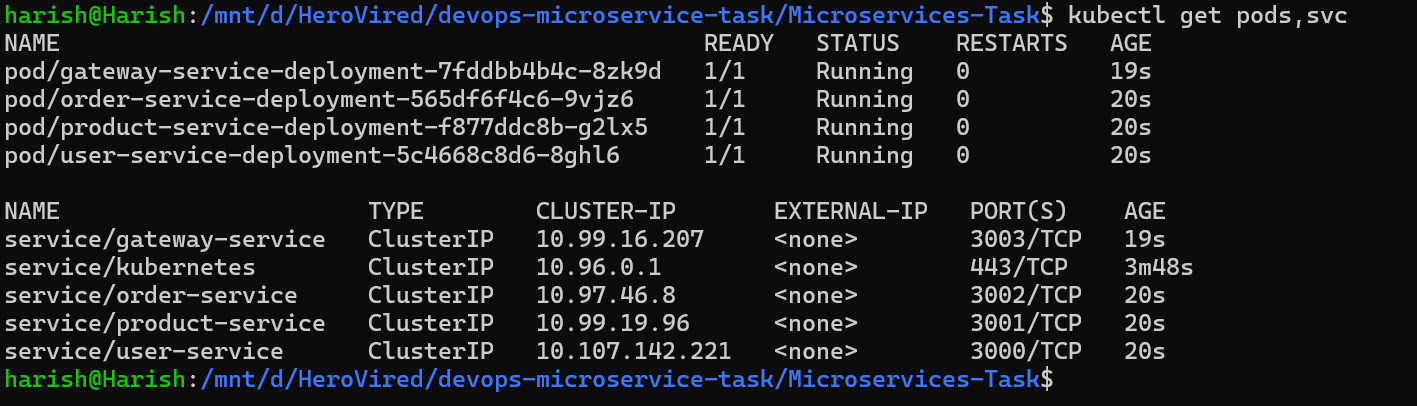 harish@Harish:/mnt/d/HeroVired/devops-microservice-task/Microservices-Task$ kubectl get pods,svc
NAME                                              READY   STATUS    RESTARTS   AGE
pod/gateway-service-deployment-7fddbb4b4c-8zk9d   1/1     Running   0          19s
pod/order-service-deployment-565df6f4c6-9vjz6     1/1     Running   0          20s
pod/product-service-deployment-f877ddc8b-g2lx5    1/1     Running   0          20s
pod/user-service-deployment-5c4668c8d6-8ghl6      1/1     Running   0          20s

NAME                      TYPE        CLUSTER-IP       EXTERNAL-IP   PORT(S)    AGE
service/gateway-service   ClusterIP   10.99.16.207     <none>        3003/TCP   19s
service/kubernetes        ClusterIP   10.96.0.1        <none>        443/TCP    3m48s
service/order-service     ClusterIP   10.97.46.8       <none>        3002/TCP   20s
service/product-service   ClusterIP   10.99.19.96      <none>        3001/TCP   20s
service/user-service      ClusterIP   10.107.142.221   <none>        3000/TCP   20s
harish@Harish:/mnt/d/HeroVired/devops-microservice-task/Microservices-Task$